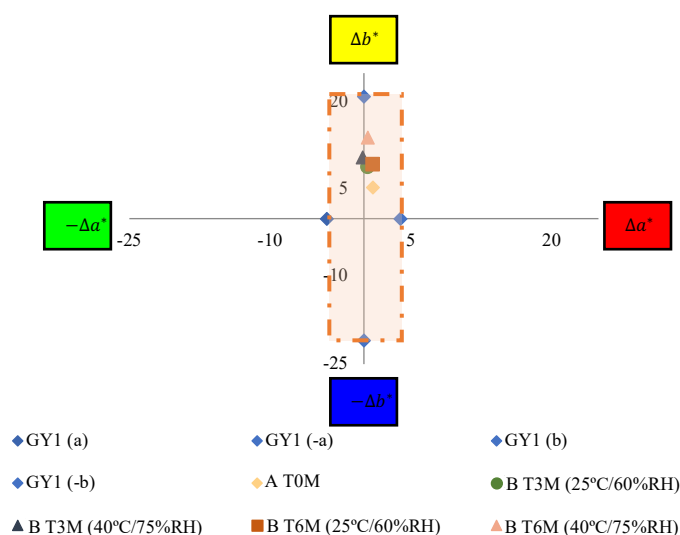 Δb*
20
5
−Δa*
Δa*
-25 -10 5 20
-10
-25
−Δb*
GY1 (a) GY1 (-a) GY1 (b)
GY1 (-b) A T0M B T3M (25ºC/60%RH)
B T3M (40ºC/75%RH) B T6M (25ºC/60%RH) B T6M (40ºC/75%RH)